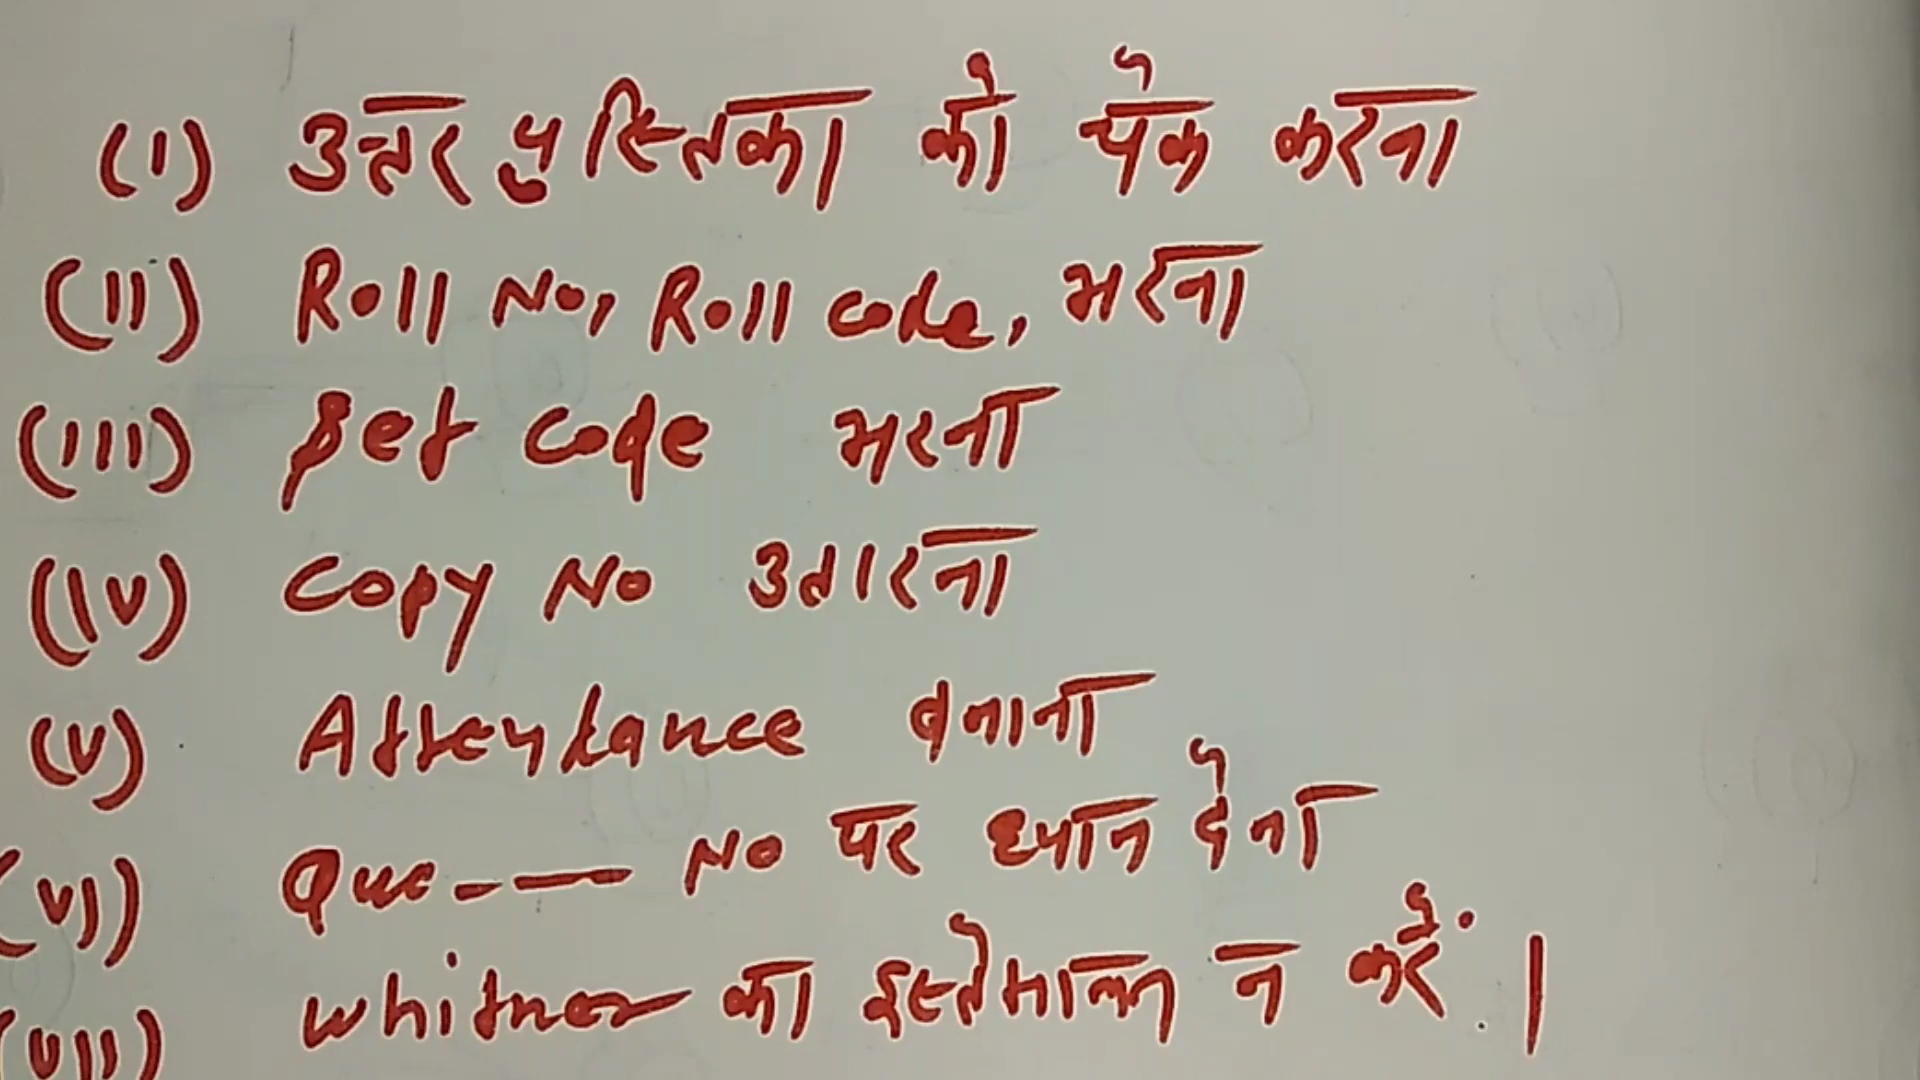 (I) उत्तर पुस्तिका को चेक करना
(II) Roll No, Roll code, भरना
(III) Set Code भरना
(IV) Copy No उतारना
(V) Attendance बनाना
(VI) Que-— No पर ध्यान देना
(VII) Whitner का इस्तेमाल न करें।